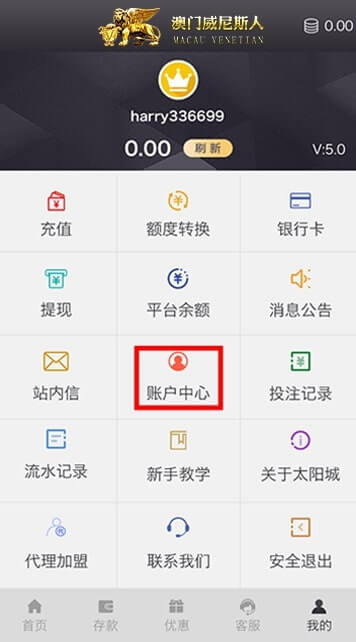 澳门威尼斯人
MACAU VENETIAN
0.00
harry336699
0.00 刷新
V:5.0
充值 额度转换 银行卡
提现 平台余额 消息公告
站内信 账户中心 投注记录
流水记录 新手教学 关于太阳城
代理加盟 联系我们 安全退出
首页 存款 优惠 客服 我的